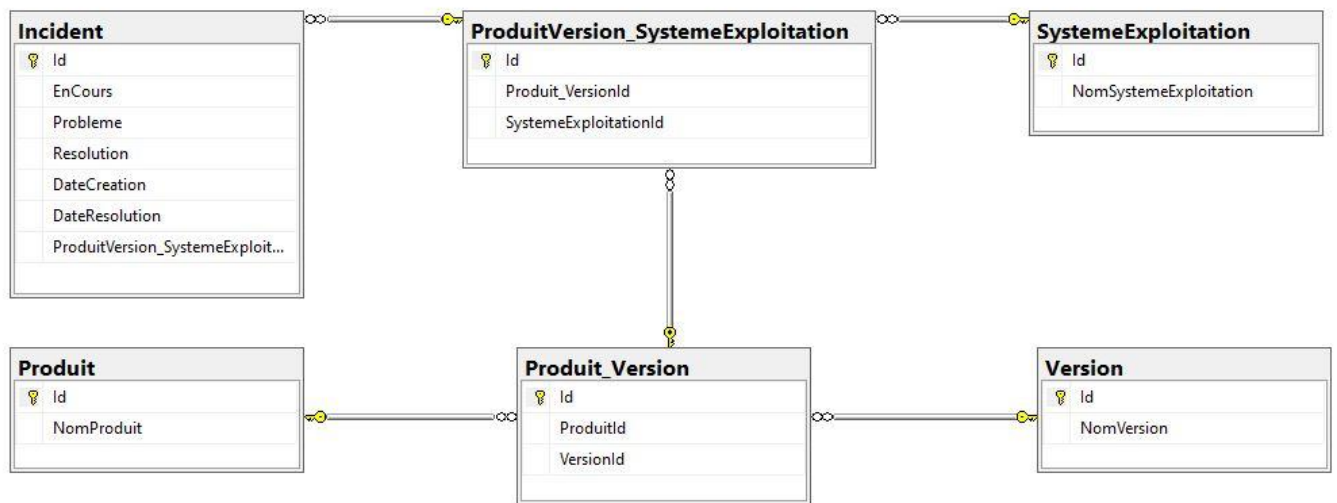 Incident
Id
EnCours
Probleme
Resolution
DateCreation
DateResolution
ProduitVersion_SystemeExploit...
ProduitVersion_SystemeExploitation
Id
Produit_VersionId
SystemeExploitationId
SystemeExploitation
Id
NomSystemeExploitation
Produit
Id
NomProduit
Produit_Version
Id
ProduitId
VersionId
Version
Id
NomVersion